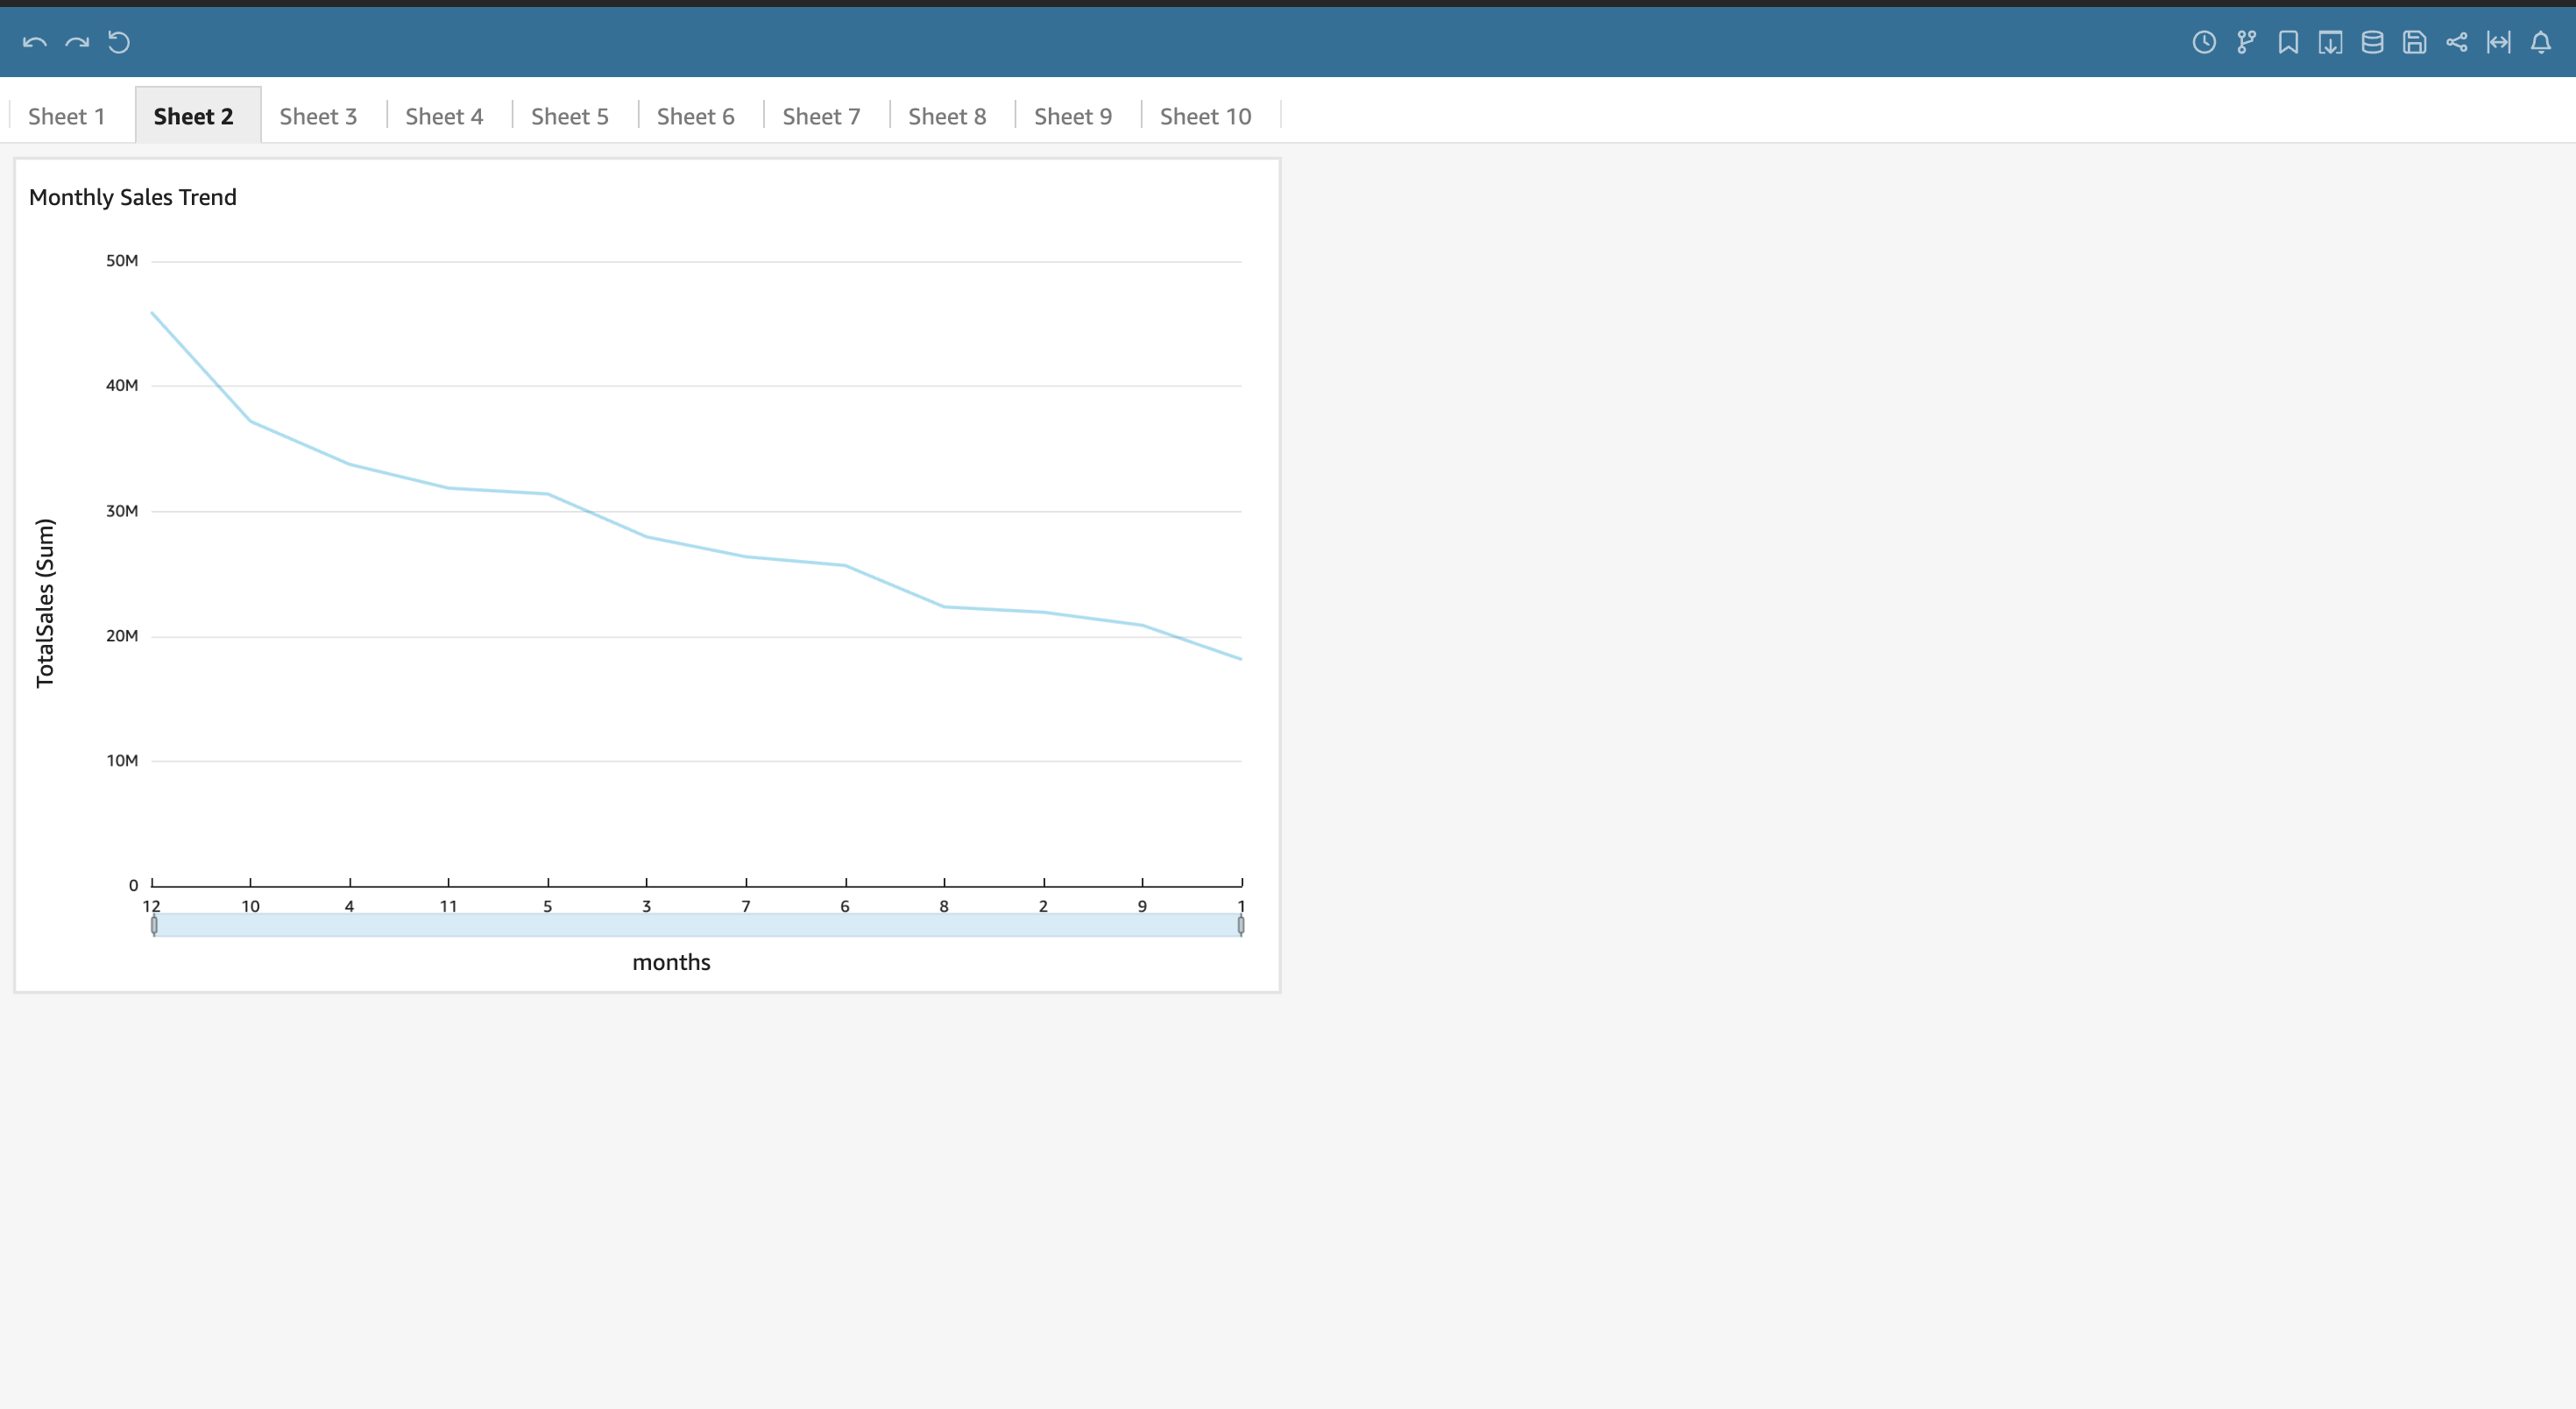 Sheet 1 Sheet 2 Sheet 3 Sheet 4 Sheet 5 Sheet 6 Sheet 7 Sheet 8 Sheet 9 Sheet 10
Monthly Sales Trend
50M
40M
30M
20M
10M
0
TotalSales (Sum)
12 10 4 11 5 3 7 6 8 2 9 1
months